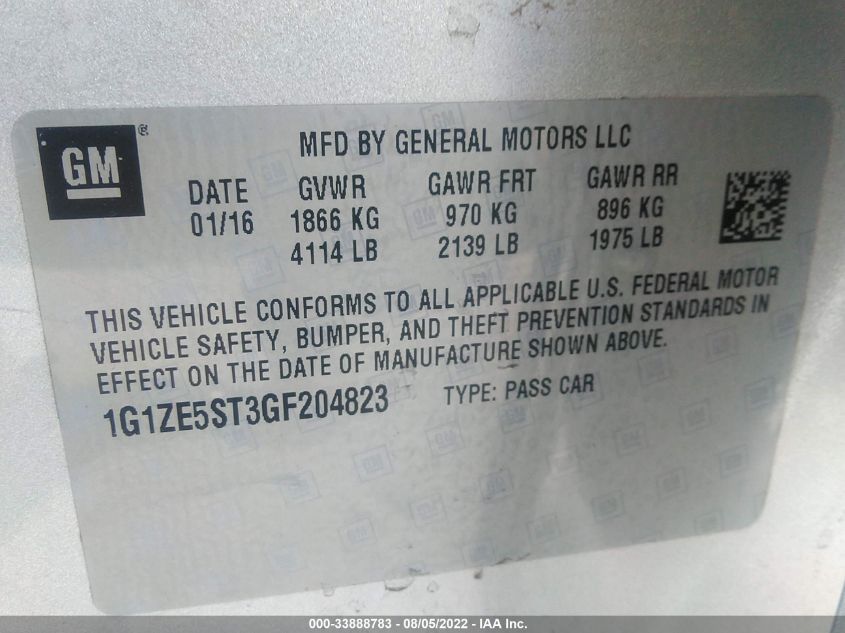 GM ©
MFD BY GENERAL MOTORS LLC
DATE GVWR GAWR FRT GAWR RR
01/16 1866 KG 970 KG 896 KG
4114 LB 2139 LB 1975 LB
THIS VEHICLE CONFORMS TO ALL APPLICABLE U.S. FEDERAL MOTOR
VEHICLE SAFETY, BUMPER, AND THEFT PREVENTION STANDARDS IN
EFFECT ON THE DATE OF MANUFACTURE SHOWN ABOVE.
1G1ZE5ST3GF204823 TYPE: PASS CAR
000-33888783 - 08/05/2022 - IAA Inc.